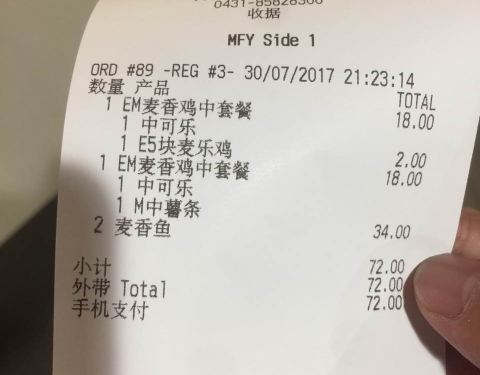 0431-85828300
收据
MFY Side 1
ORD #89 -REG #3- 30/07/2017 21:23:14
数量 产品 TOTAL
1 EM麦香鸡中套餐 18.00
1 中可乐
1 E5块麦乐鸡 2.00
1 EM麦香鸡中套餐 18.00
1 中可乐
1 M中薯条
2 麦香鱼 34.00
小计 72.00
外带 Total 72.00
手机支付 72.00